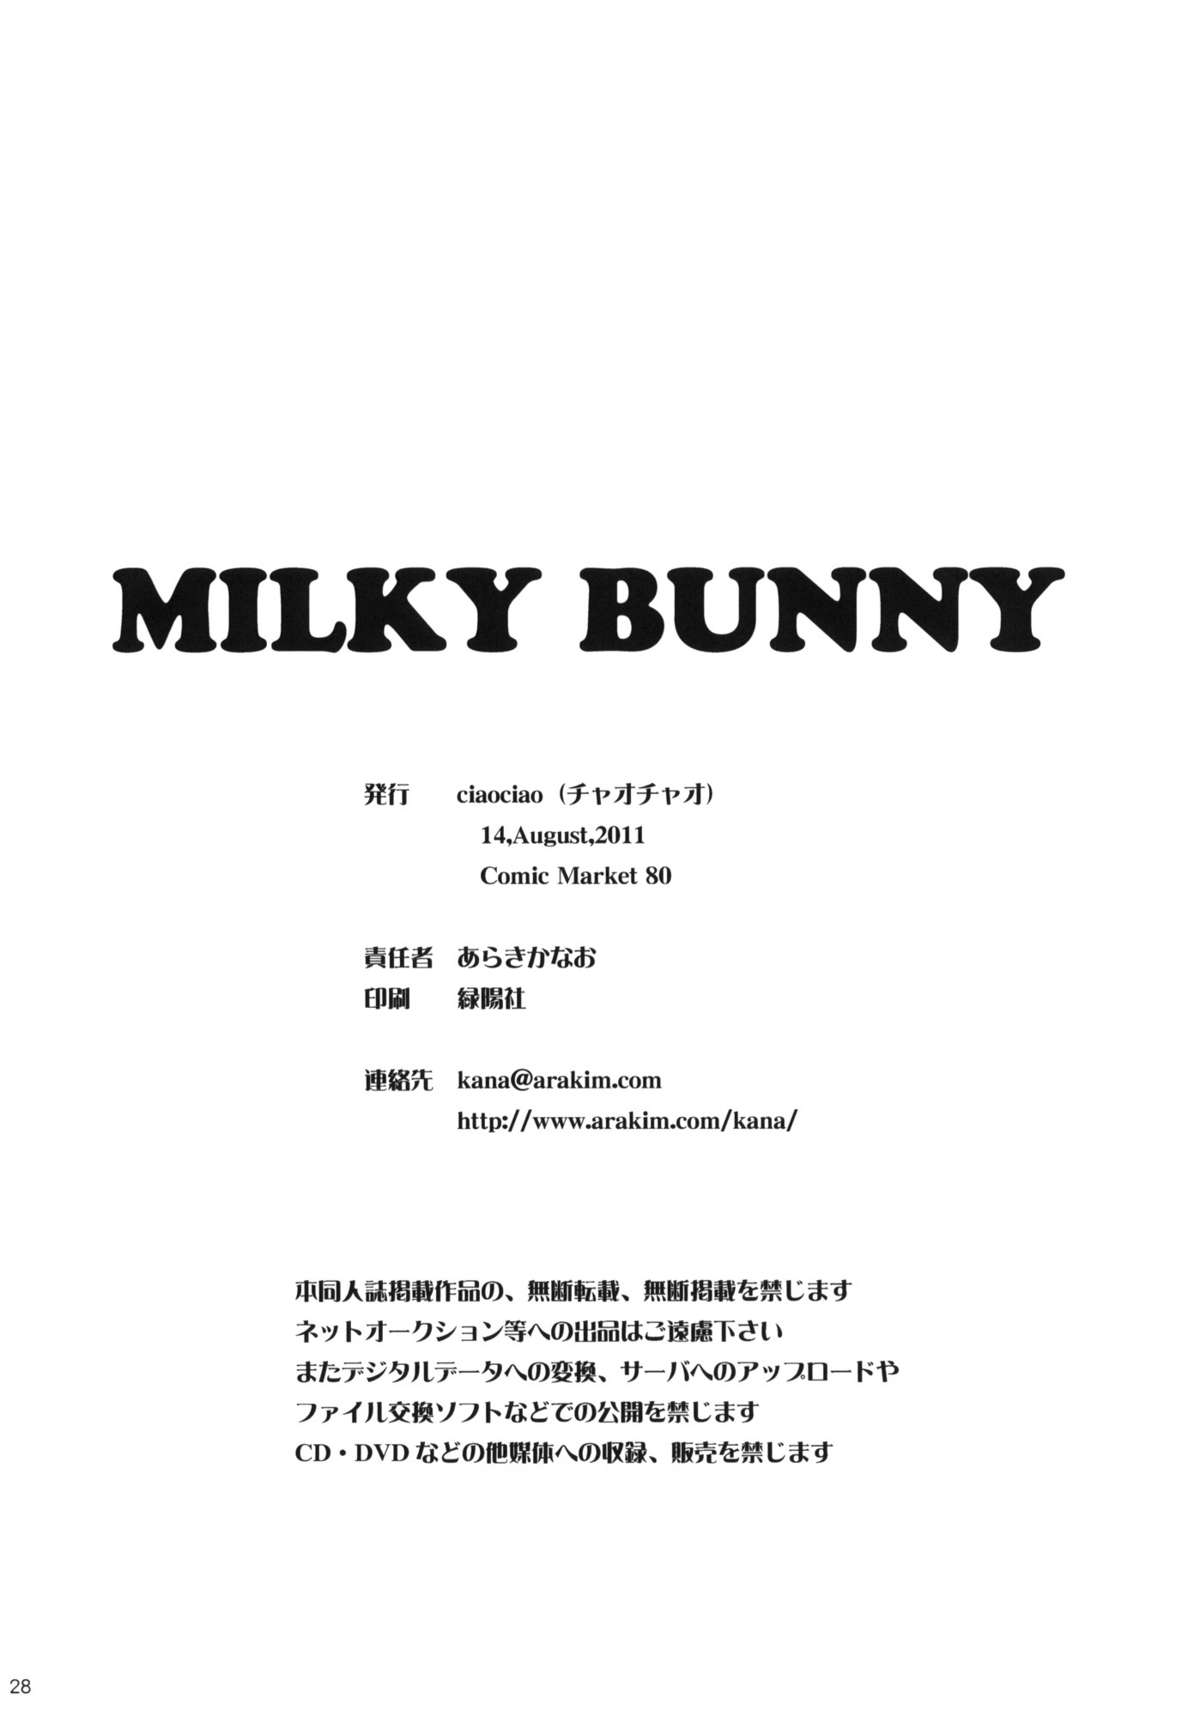 MILKY BUNNY
発行 ciaociao（チャオチャオ）
14,August,2011
Comic Market 80
責任者 あらきかなお
印刷 緑陽社
連絡先 kana@arakim.com
http://www.arakim.com/kana/
本同人誌掲載作品の、無断転載、無断掲載を禁じます
ネットオークション等への出品はご遠慮下さい
またデジタルデータへの変換、サーバへのアップロードや
ファイル交換ソフトなどでの公開を禁じます
CD・DVDなどの他媒体への収録、販売を禁じます
28